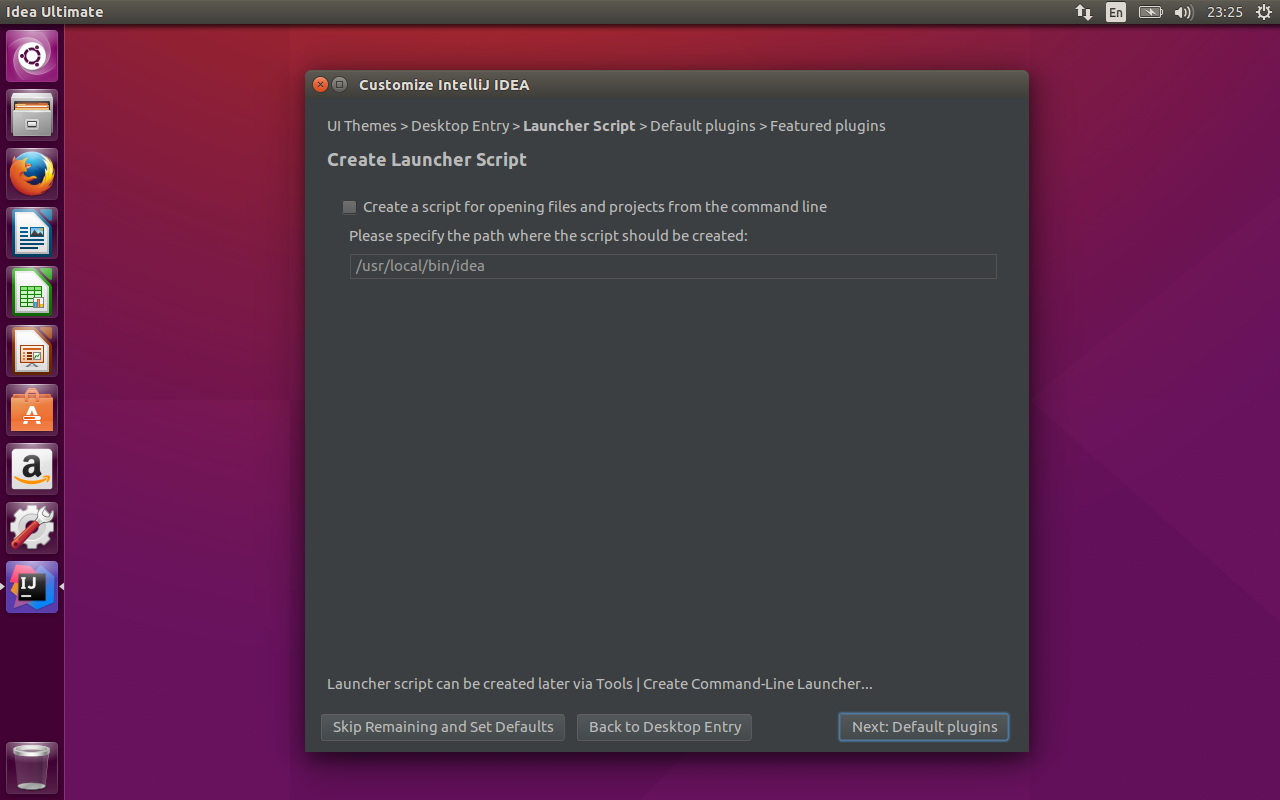 Idea Ultimate
En
23:25
Customize IntelliJ IDEA
UI Themes > Desktop Entry > Launcher Script > Default plugins > Featured plugins
Create Launcher Script
Create a script for opening files and projects from the command line
Please specify the path where the script should be created:
/usr/local/bin/idea
A
a
IJ
Launcher script can be created later via Tools | Create Command-Line Launcher...
Skip Remaining and Set Defaults
Back to Desktop Entry
Next: Default plugins